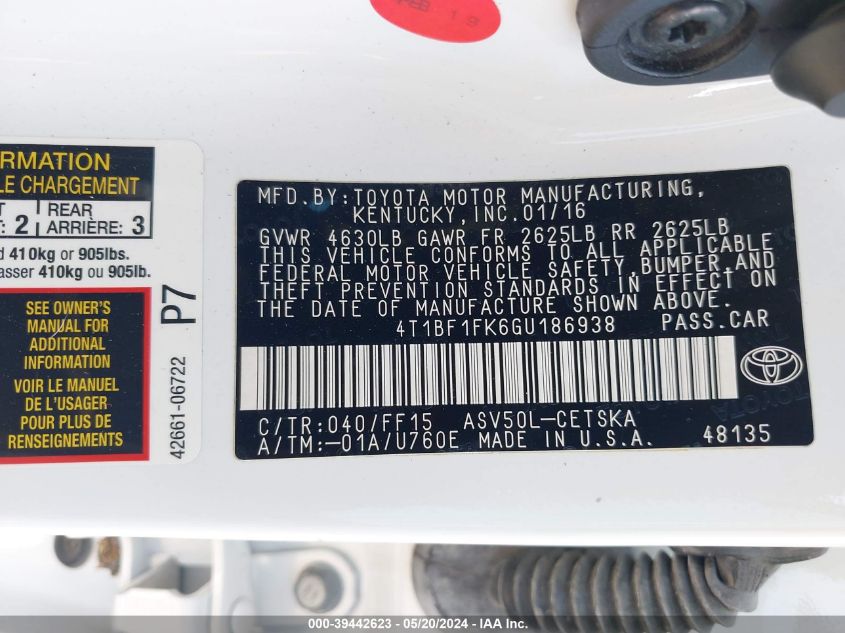 FEB 19
RMATION
LE CHARGEMENT
T
: 2
REAR
ARRIÈRE: 3
d 410kg or 905lbs.
asser 410kg ou 905lb.
SEE OWNER'S
MANUAL FOR
ADDITIONAL
INFORMATION
VOIR LE MANUEL
DE L'USAGER
POUR PLUS DE
RENSEIGNEMENTS
P7
42661-06722
MFD.BY:TOYOTA MOTOR MANUFACTURING,
KENTUCKY,INC.01/16
GVWR 4630LB GAWR FR 2625LB RR 2625LB
THIS VEHICLE CONFORMS TO ALL APPLICABLE
FEDERAL MOTOR VEHICLE SAFETY,BUMPER,AND
THEFT PREVENTION STANDARDS IN EFFECT ON
THE DATE OF MANUFACTURE SHOWN ABOVE.
4T1BF1FK6GU186938 PASS.CAR
C/TR:040/FF15 ASV50L-CETSKA
A/TM:-01A/U760E MADE IN U.S.A. 48135
000-39442623 - 05/20/2024 - IAA Inc.